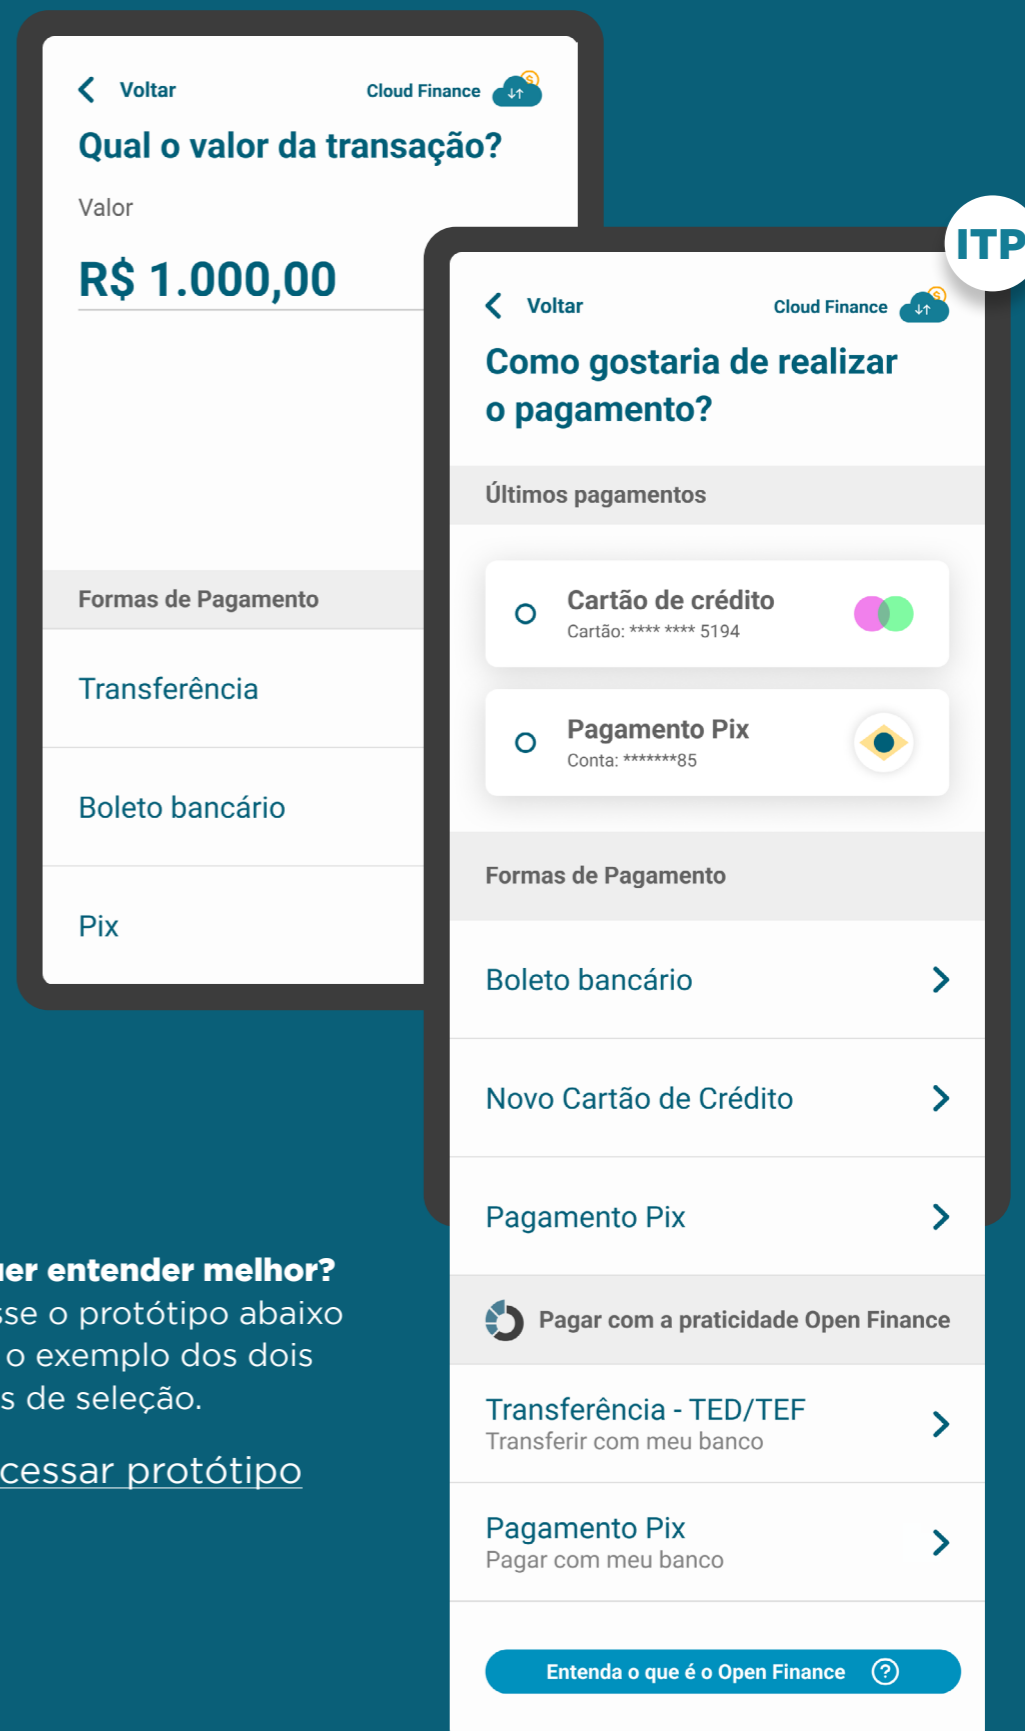 Voltar
Cloud Finance
Qual o valor da transação?
Valor
R$ 1.000,00
Formas de Pagamento
Transferência
Boleto bancário
Pix
ITP
Voltar
Cloud Finance
Como gostaria de realizar
o pagamento?
Últimos pagamentos
Cartão de crédito
Cartão: **** **** 5194
Pagamento Pix
Conta: *******85
Formas de Pagamento
Boleto bancário
Novo Cartão de Crédito
Pagamento Pix
Pagar com a praticidade Open Finance
Transferência - TED/TEF
Transferir com meu banco
Pagamento Pix
Pagar com meu banco
Entenda o que é o Open Finance ?
entender melhor?
o protótipo abaixo
o exemplo dos dois
de seleção.
protótipo